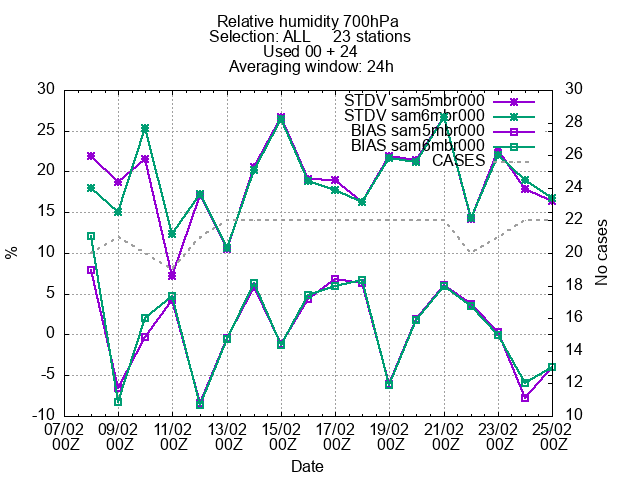 Relative humidity 700hPa
Selection: ALL 23 stations
Used 00 + 24
Averaging window: 24h
STDV sam5mbr000
STDV sam6mbr000
BIAS sam5mbr000
BIAS sam6mbr000
CASES
30
25
20
15
10
5
0
-5
-10
%
30
28
26
24
22
20
18
16
14
12
10
No cases
07/02 09/02 11/02 13/02 15/02 17/02 19/02 21/02 23/02 25/02
00Z 00Z 00Z 00Z 00Z 00Z 00Z 00Z 00Z 00Z
Date